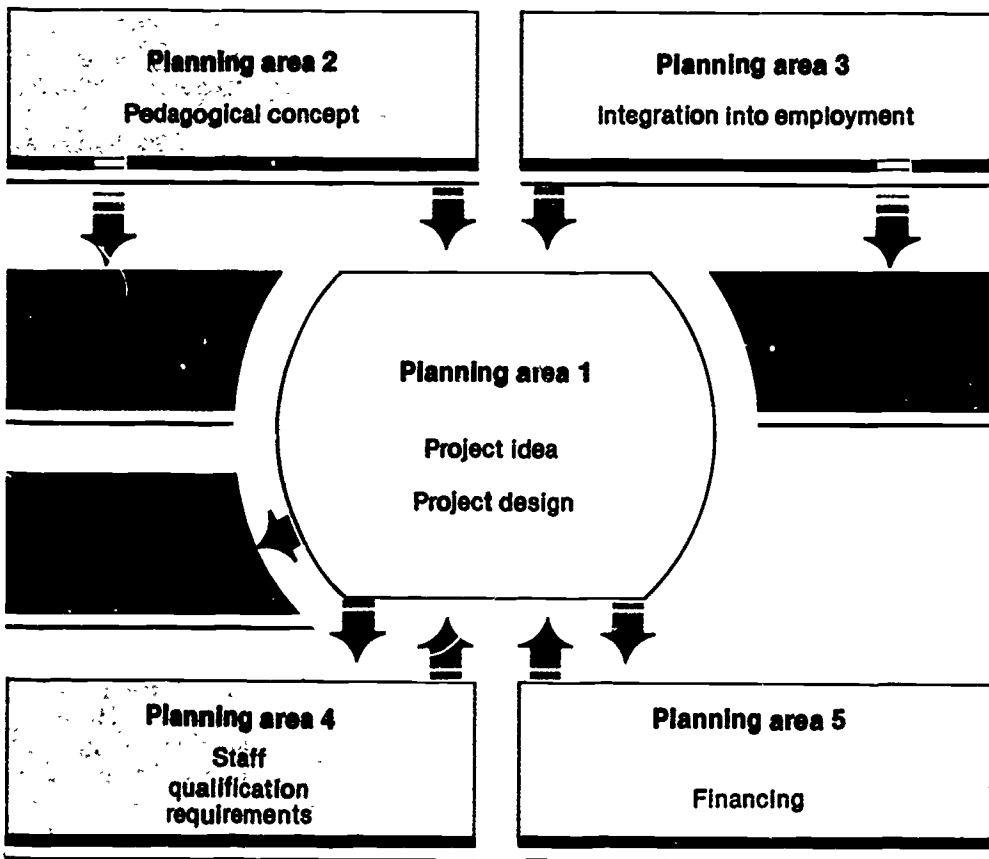 Planning area 2
Pedagogical concept
Planning area 3
Integration into employment
Planning area 1
Project idea
Project design
Planning area 4
Staff
qualification
requirements
Planning area 5
Financing